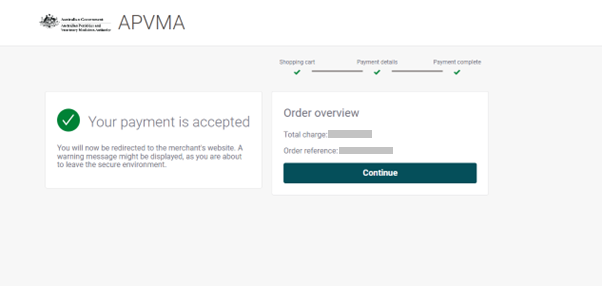 Australian Government
Australian Pesticides and
Veterinary Medicines Authority
APVMA
Shopping cart
Payment details
Payment complete
Your payment is accepted
You will now be redirected to the merchant's website. A
warning message might be displayed, as you are about
to leave the secure environment.
Order overview
Total charge:
Order reference:
Continue